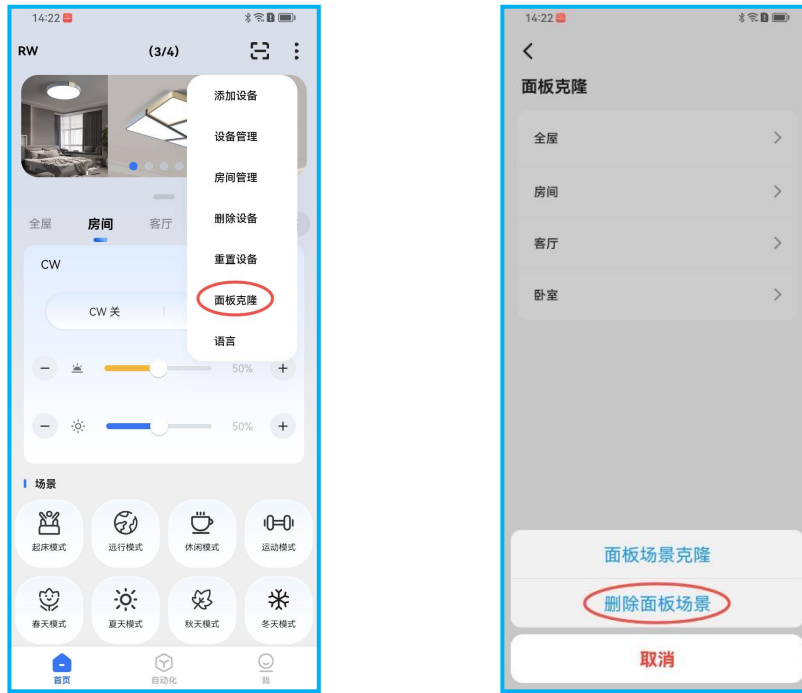 14:22
RW
(3/4)
添加设备
设备管理
房间管理
删除设备
重置设备
面板克隆
语言
全屋
房间
客厅
CW
CW 关
50%
50%
场景
起床模式
远行模式
休闲模式
运动模式
春天模式
夏天模式
秋天模式
冬天模式
首页
自动化
我
14:22
面板克隆
全屋
房间
客厅
卧室
面板场景克隆
删除面板场景
取消